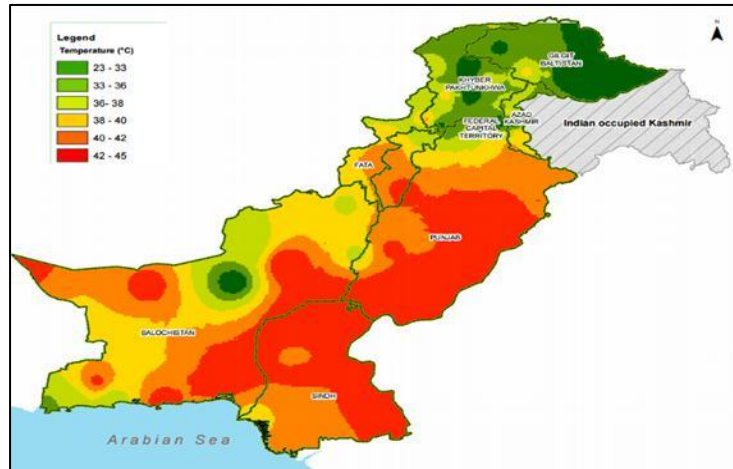 Legend
Temperature (°C)
23 - 33
33 - 36
36- 38
38 - 40
40 - 42
42 - 45
N
GILGIT
BALTISTAN
KHYBER
PAKHTUNKHWA
AZAD
KASHMIR
FEDERAL
CAPITAL
TERRITORY
Indian occupied Kashmir
FATA
PUNJAB
BALOCHISTAN
SINDH
Arabian Sea